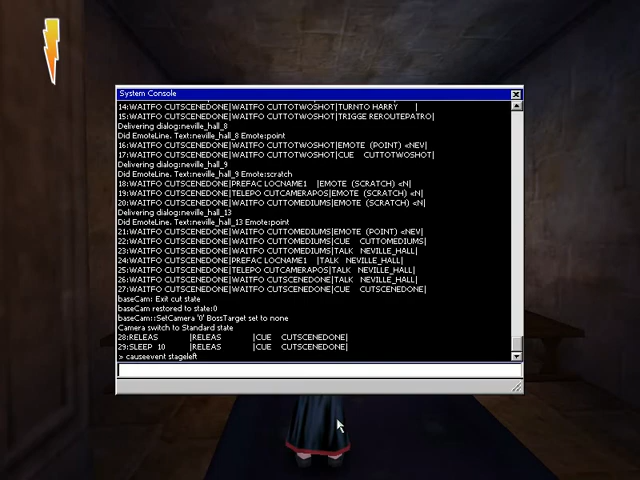 System Console
14:WAITFO CUTSCENEDONE|WAITFO CUTTOTWOSHOT|TURNTO HARRY |
15:WAITFO CUTSCENEDONE|WAITFO CUTTOTWOSHOT|TRIGGE REROUTEPATRO|
Delivering dialog:neville_hall_8
Did EmoteLine. Text:neville_hall_8 Emote:point
16:WAITFO CUTSCENEDONE|WAITFO CUTTOTWOSHOT|EMOTE (POINT) <NEV|
17:WAITFO CUTSCENEDONE|WAITFO CUTTOTWOSHOT|CUE CUTTOTWOSHOT|
Delivering dialog:neville_hall_9
Did EmoteLine. Text:neville_hall_9 Emote:scratch
18:WAITFO CUTSCENEDONE|PREFAC LOCNAME1 |EMOTE (SCRATCH) <N|
19:WAITFO CUTSCENEDONE|TELEPO CUTCAMERAPOS|EMOTE (SCRATCH) <N|
20:WAITFO CUTSCENEDONE|WAITFO CUTTOMEDIUMS|EMOTE (SCRATCH) <N|
Delivering dialog:neville_hall_13
Did EmoteLine. Text:neville_hall_13 Emote:point
21:WAITFO CUTSCENEDONE|WAITFO CUTTOMEDIUMS|EMOTE (POINT) <NEV|
22:WAITFO CUTSCENEDONE|WAITFO CUTTOMEDIUMS|CUE CUTTOMEDIUMS|
23:WAITFO CUTSCENEDONE|WAITFO CUTTOMEDIUMS|TALK NEVILLE_HALL|
24:WAITFO CUTSCENEDONE|PREFAC LOCNAME1 |TALK NEVILLE_HALL|
25:WAITFO CUTSCENEDONE|TELEPO CUTCAMERAPOS|TALK NEVILLE_HALL|
26:WAITFO CUTSCENEDONE|WAITFO CUTSCENEDONE|TALK NEVILLE_HALL|
27:WAITFO CUTSCENEDONE|WAITFO CUTSCENEDONE|CUE CUTSCENEDONE|
baseCam: Exit cut state
baseCam restored to state:0
baseCam::SetCamera '0' BossTarget set to none
Camera switch to Standard state
28:RELEAS |RELEAS |CUE CUTSCENEDONE|
29:SLEEP 10 |RELEAS |CUE CUTSCENEDONE|
> causeevent stageleft